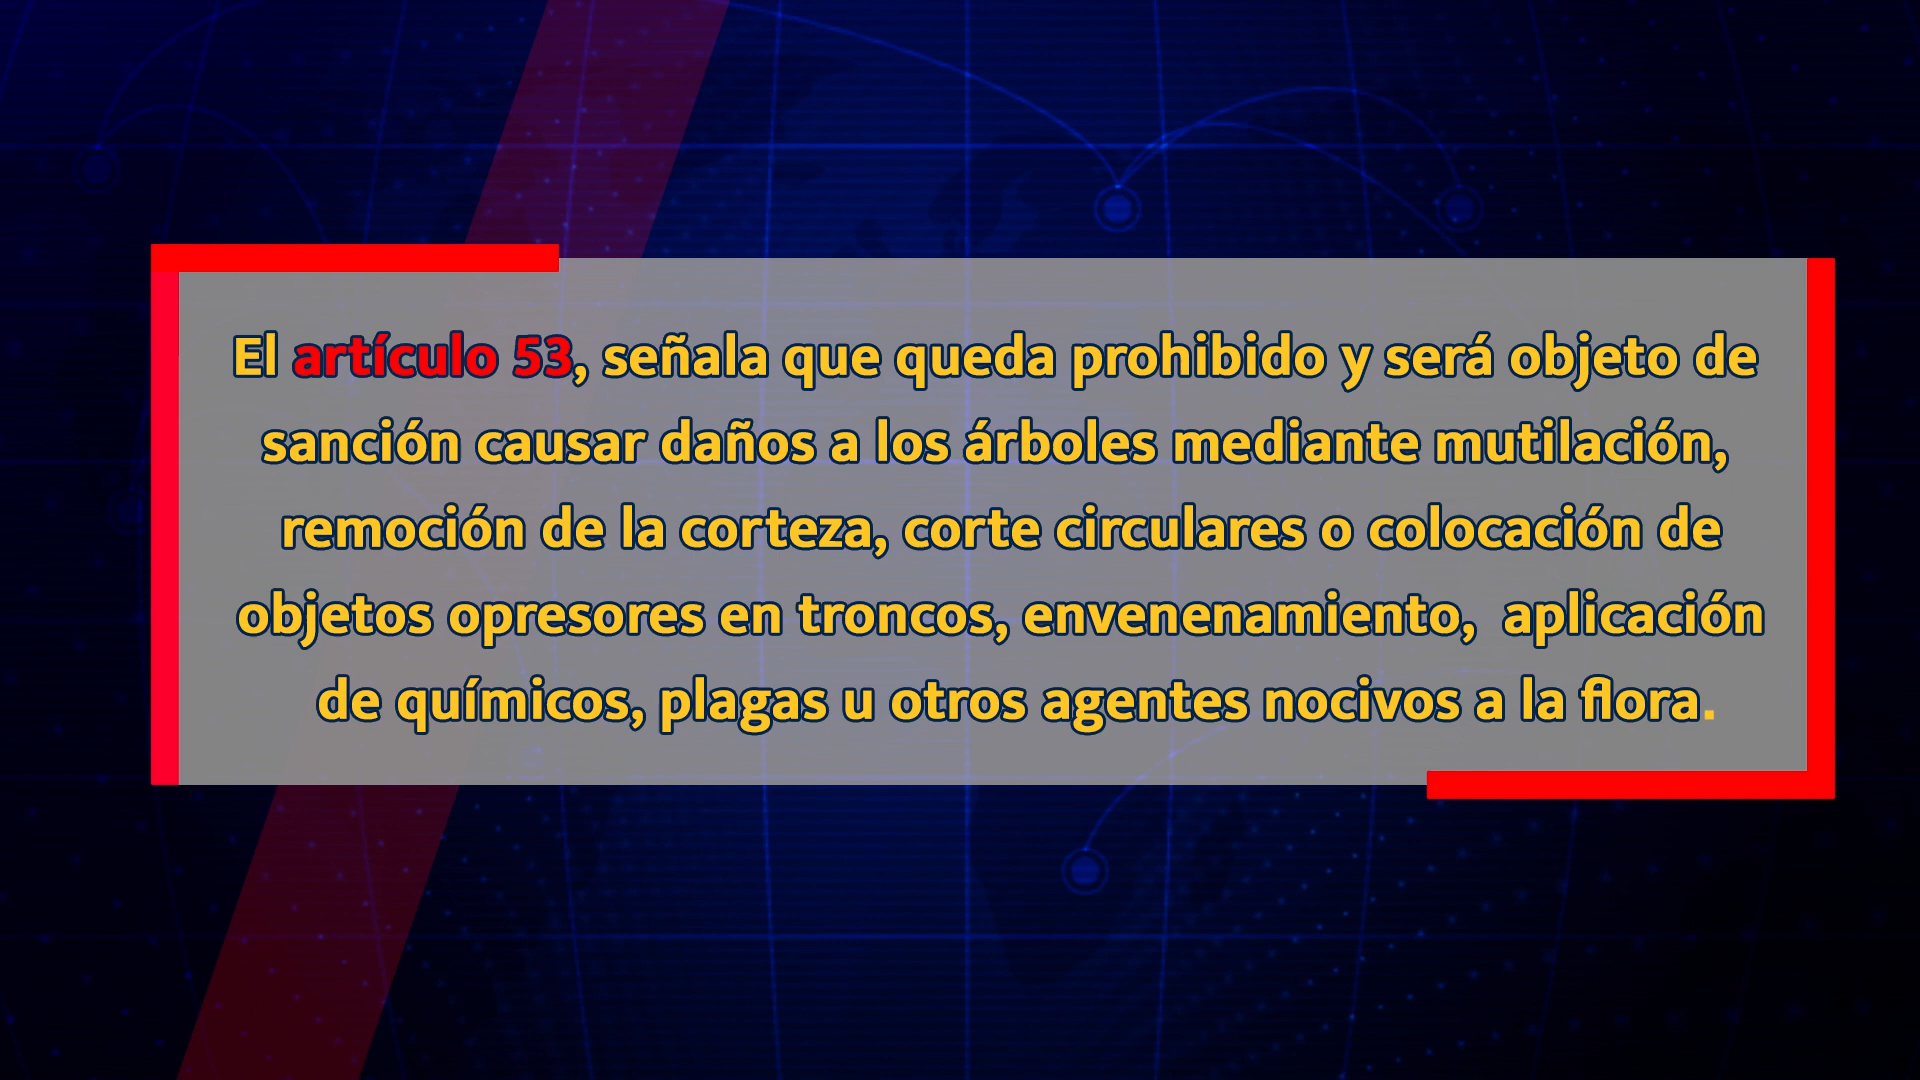 El artículo 53, señala que queda prohibido y será objeto de
sanción causar daños a los árboles mediante mutilación,
remoción de la corteza, corte circulares o colocación de
objetos opresores en troncos, envenenamiento,  aplicación
de químicos, plagas u otros agentes nocivos a la flora.